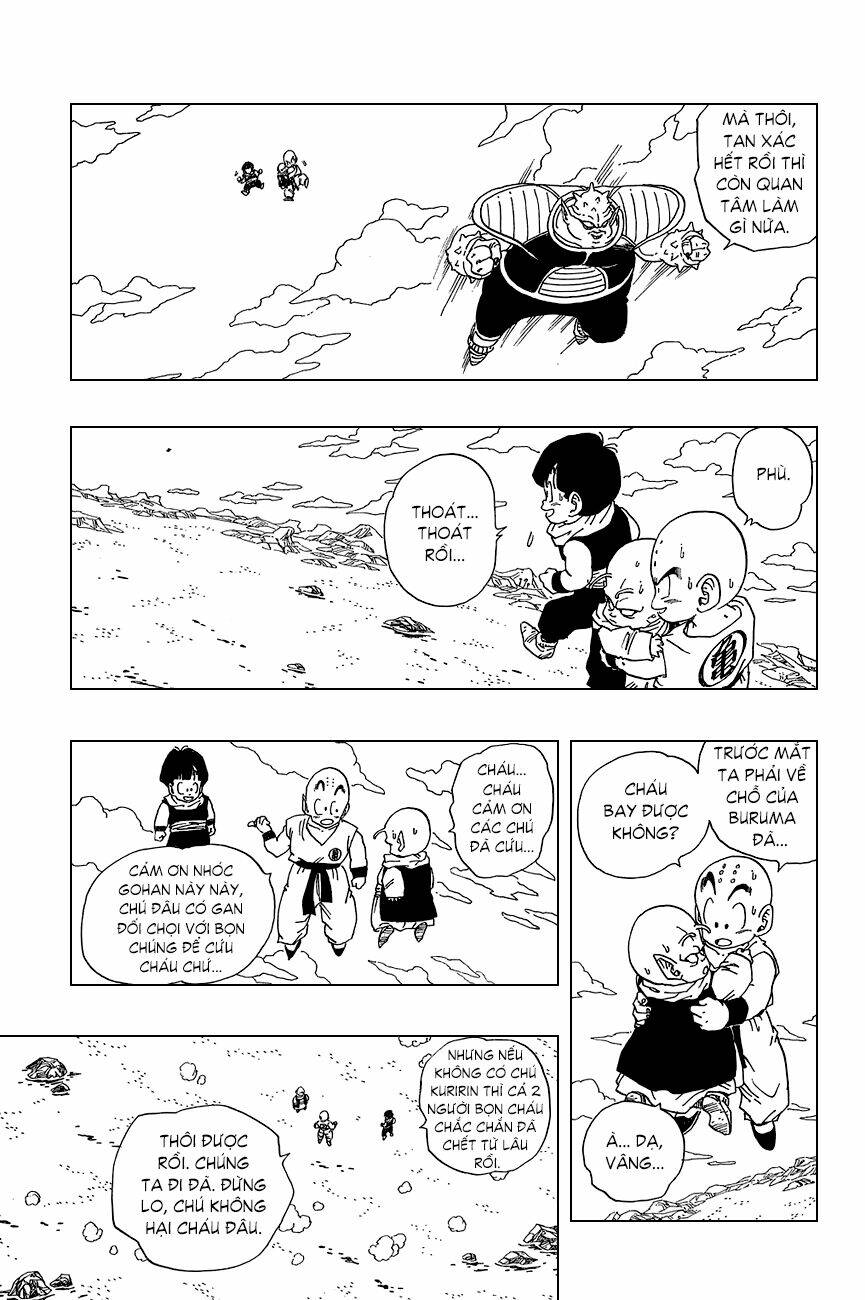 MÀ THÔI,
TAN XÁC
HẾT RỒI THÌ
CÒN QUAN
TÂM LÀM
GÌ NỮA.
PHÙ.
THOÁT...
THOÁT
RỒI...
TRƯỚC MẮT
TA PHẢI VỀ
CHỖ CỦA
BURUMA
ĐÃ...
CHÁU
BAY ĐƯỢC
KHÔNG?
À... DẠ,
VÂNG...
CHÁU...
CHÁU
CẢM ƠN
CÁC CHÚ
ĐÃ CỨU...
CẢM ƠN NHÓC
GOHAN NÀY NÀY,
CHÚ ĐÂU CÓ GAN
ĐỐI CHỌI VỚI BỌN
CHÚNG ĐỂ CỨU
CHÁU CHỨ...
NHƯNG NẾU
KHÔNG CÓ CHÚ
KURIRIN THÌ CẢ 2
NGƯỜI BỌN CHÁU
CHẮC CHẮN ĐÃ
CHẾT TỪ LÂU
RỒI.
THÔI ĐƯỢC
RỒI. CHÚNG
TA ĐI ĐÃ. ĐỪNG
LO, CHÚ KHÔNG
HẠI CHÁU ĐÂU.
亀